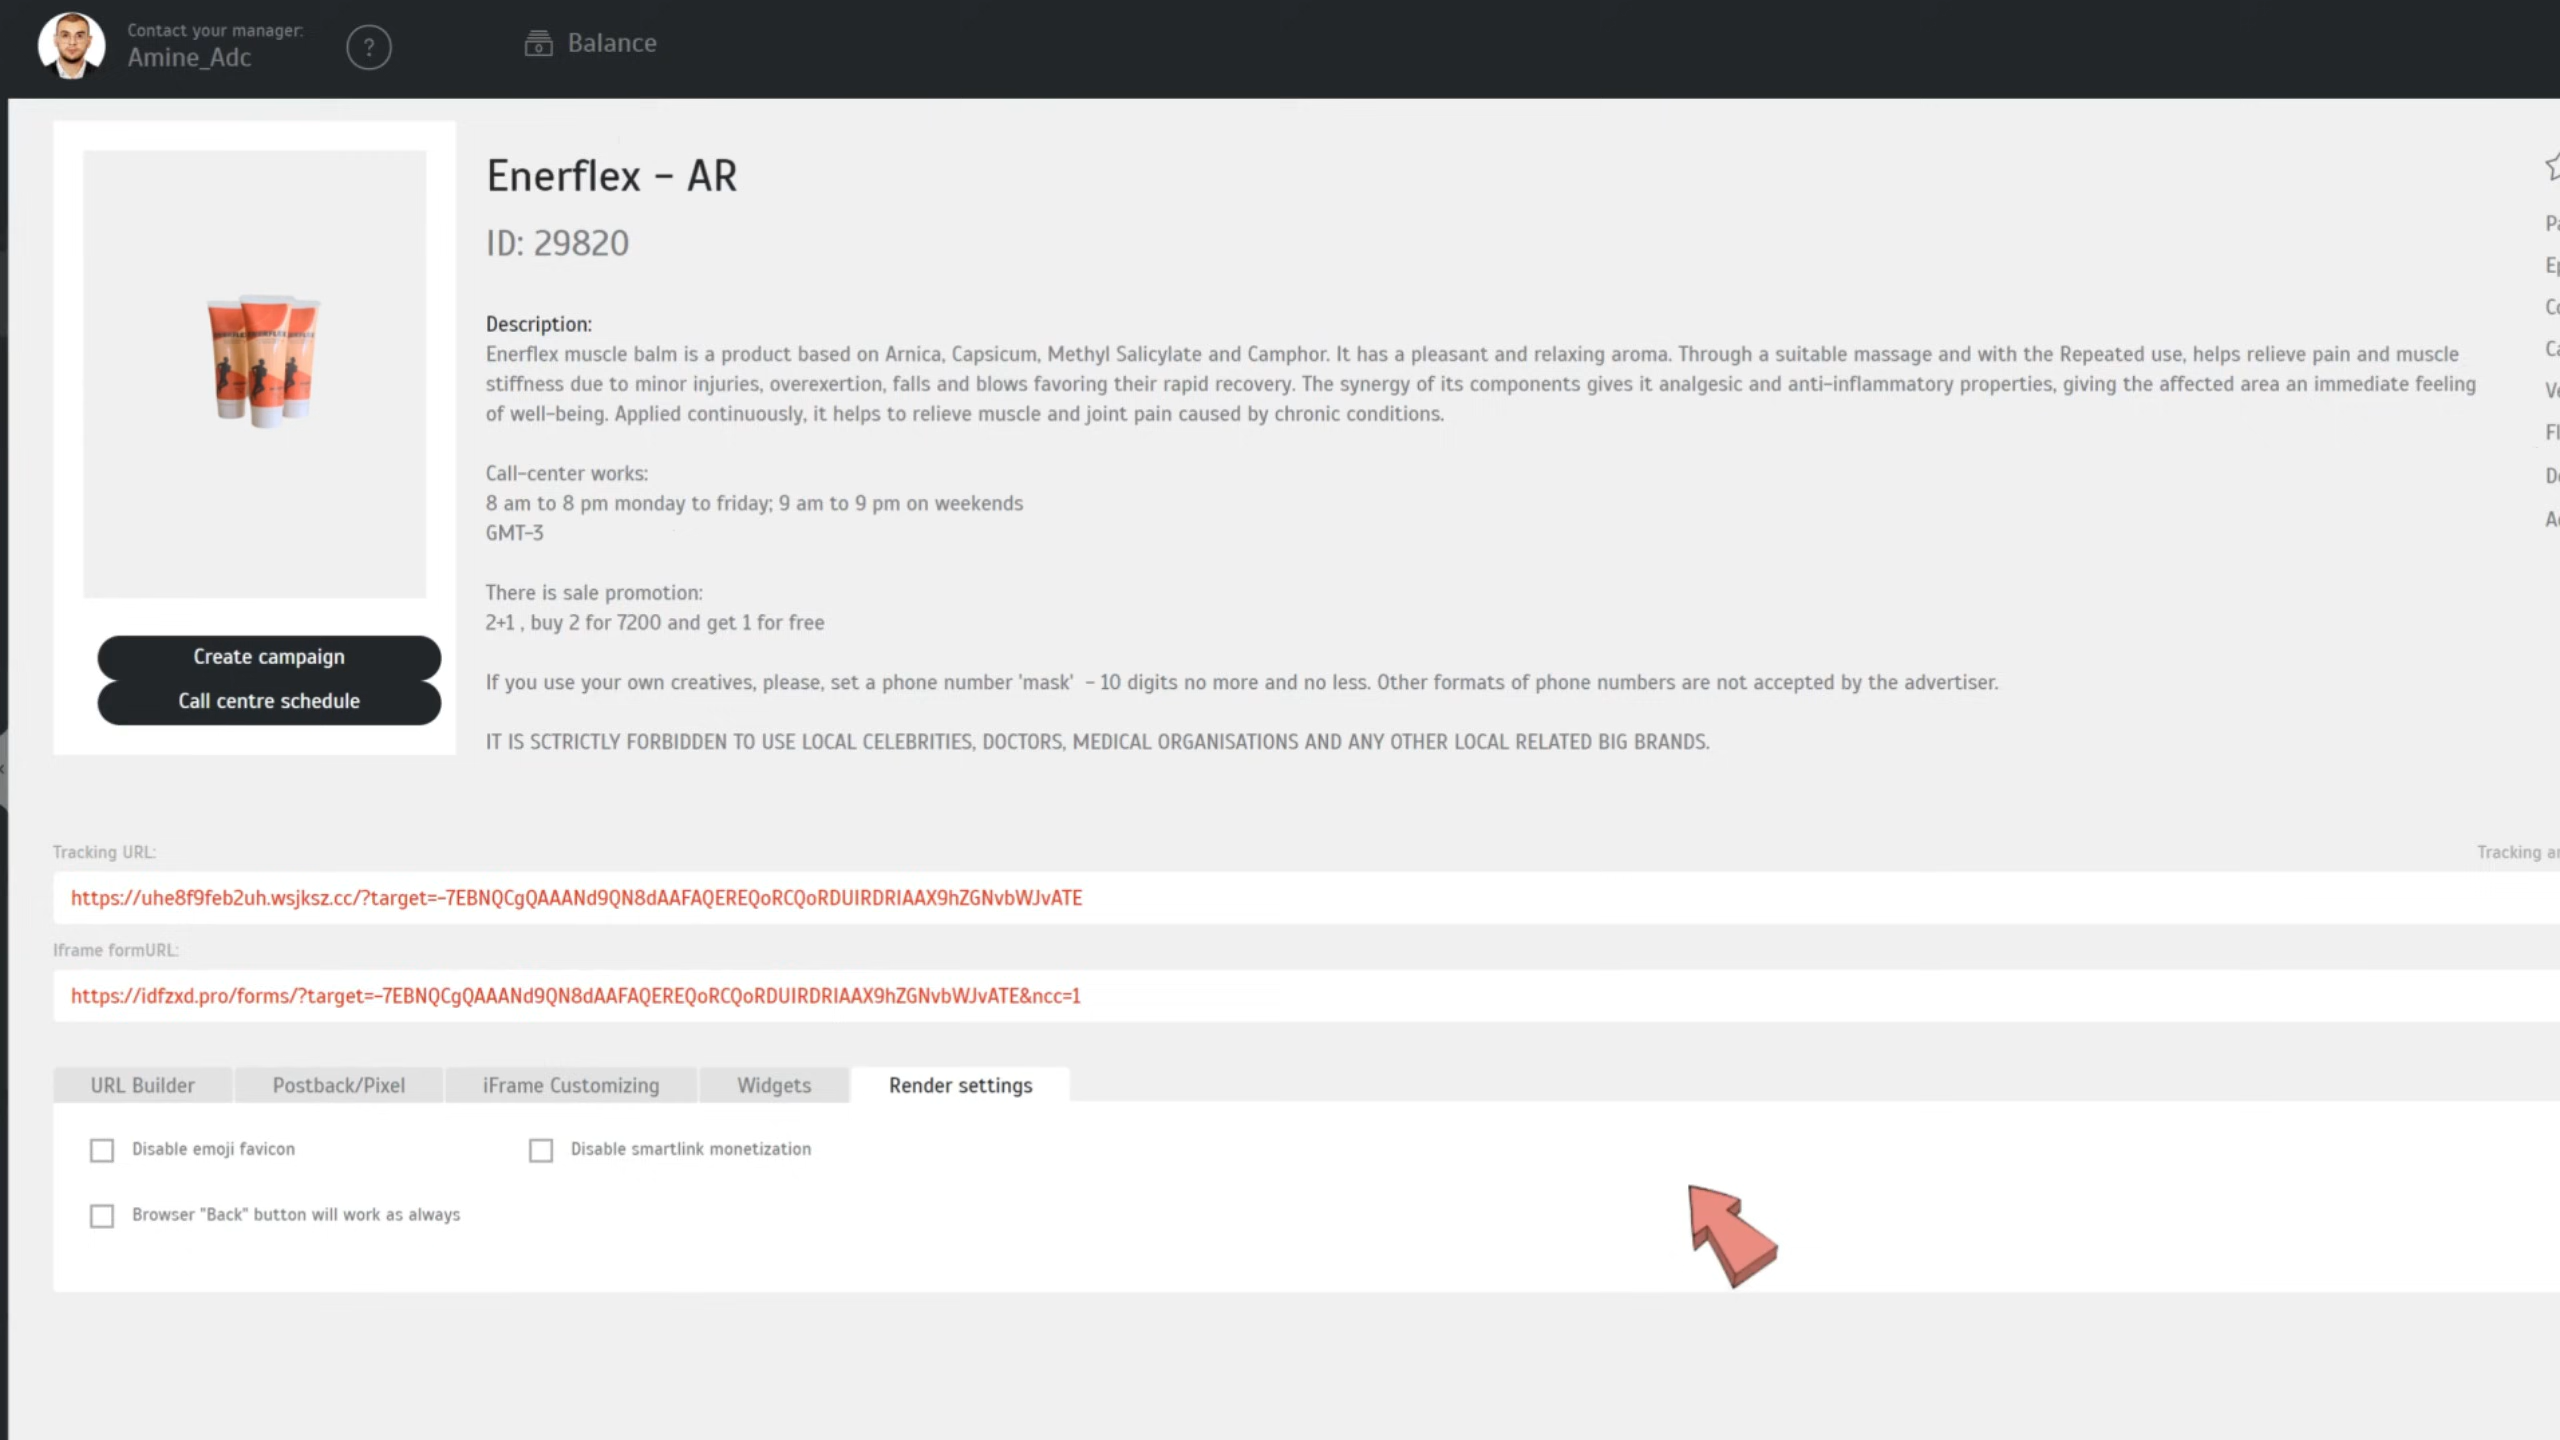 Contact your manager:
Amine_Adc
?
Balance
Enerflex - AR
ID: 29820
Description:
Enerflex muscle balm is a product based on Arnica, Capsicum, Methyl Salicylate and Camphor. It has a pleasant and relaxing aroma. Through a suitable massage and with the Repeated use, helps relieve pain and muscle
stiffness due to minor injuries, overexertion, falls and blows favoring their rapid recovery. The synergy of its components gives it analgesic and anti-inflammatory properties, giving the affected area an immediate feeling
of well-being. Applied continuously, it helps to relieve muscle and joint pain caused by chronic conditions.
Call-center works:
8 am to 8 pm monday to friday; 9 am to 9 pm on weekends
GMT-3
There is sale promotion:
2+1 , buy 2 for 7200 and get 1 for free
If you use your own creatives, please, set a phone number 'mask'  - 10 digits no more and no less. Other formats of phone numbers are not accepted by the advertiser.
IT IS SCTRICTLY FORBIDDEN TO USE LOCAL CELEBRITIES, DOCTORS, MEDICAL ORGANISATIONS AND ANY OTHER LOCAL RELATED BIG BRANDS.
Create campaign
Call centre schedule
Tracking URL:
Tracking
https://uhe8f9feb2uh.wsjksz.cc/?target=-7EBNQCgQAAANd9QN8dAAFAQEREQoRCQoRDUIRDRIAAX9hZGNvbWJvATE
Iframe formURL:
https://idfzxd.pro/forms/?target=-7EBNQCgQAAANd9QN8dAAFAQEREQoRCQoRDUIRDRIAAX9hZGNvbWJvATE&ncc=1
URL Builder
Postback/Pixel
iFrame Customizing
Widgets
Render settings
Disable emoji favicon
Disable smartlink monetization
Browser "Back" button will work as always